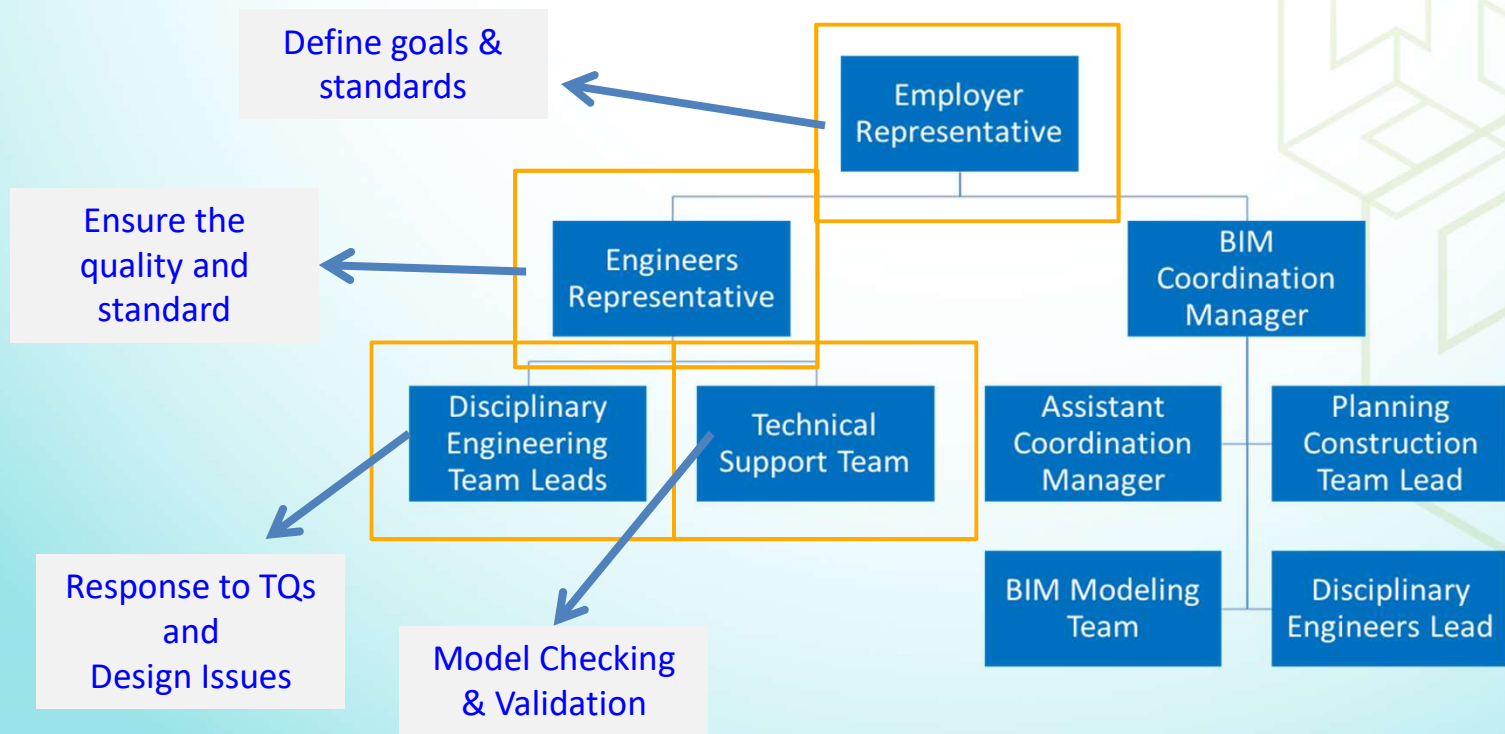 Define goals &
standards
Employer
Representative
Ensure the
quality and
standard
Engineers
Representative
BIM
Coordination
Manager
Disciplinary
Engineering
Team Leads
Technical
Support Team
Assistant
Coordination
Manager
Planning
Construction
Team Lead
Response to TQs
and
Design Issues
Model Checking
& Validation
BIM Modeling
Team
Disciplinary
Engineers Lead